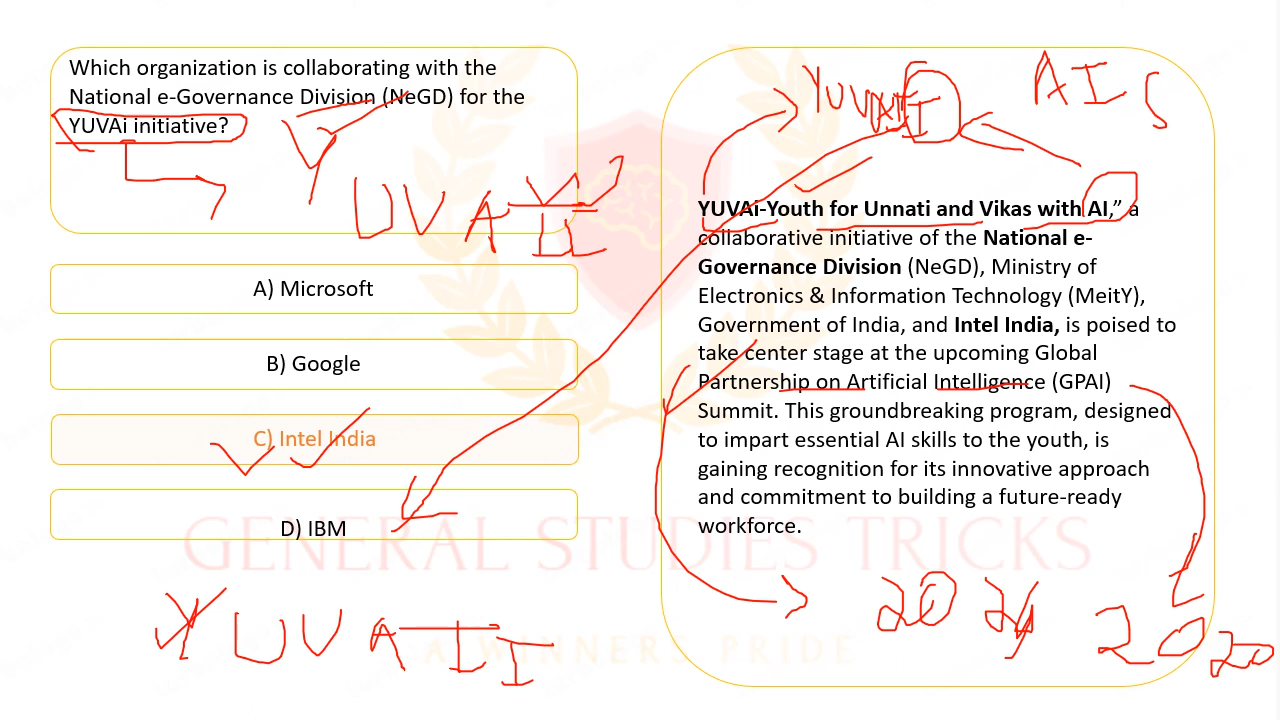 Which organization is collaborating with the
National e-Governance Division (NeGD) for the
YUVAi initiative?
Y UVAII
A) Microsoft
B) Google
C) Intel India
D) IBM
YUVAII
YUVAI
AI
YUVAi-Youth for Unnati and Vikas with AI,” a
collaborative initiative of the National e-
Governance Division (NeGD), Ministry of
Electronics & Information Technology (MeitY),
Government of India, and Intel India, is poised to
take center stage at the upcoming Global
Partnership on Artificial Intelligence (GPAI)
Summit. This groundbreaking program, designed
to impart essential AI skills to the youth, is
gaining recognition for its innovative approach
and commitment to building a future-ready
workforce.
2024
2020
GENERAL STUDIES TRICKS
A WINNERS PRIDE